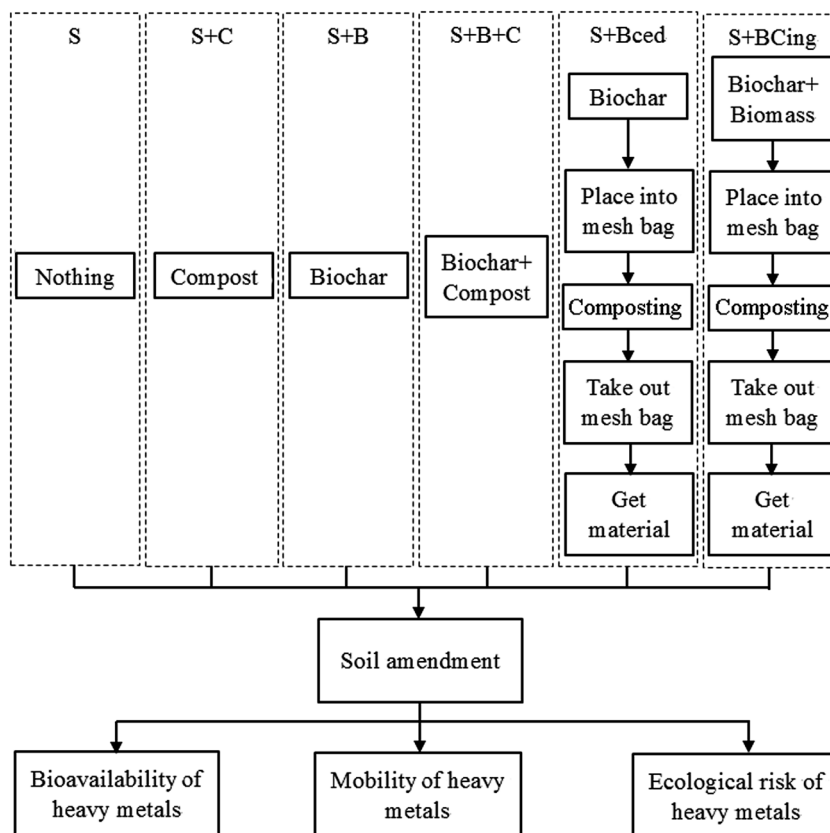 S
S+C
S+B
S+B+C
S+Bced
S+BCing
Nothing
Compost
Biochar
Biochar+
Compost
Biochar
Place into
mesh bag
Composting
Take out
mesh bag
Get
material
Biochar+
Biomass
Place into
mesh bag
Composting
Take out
mesh bag
Get
material
Soil amendment
Bioavailability of
heavy metals
Mobility of heavy
metals
Ecological risk of
heavy metals